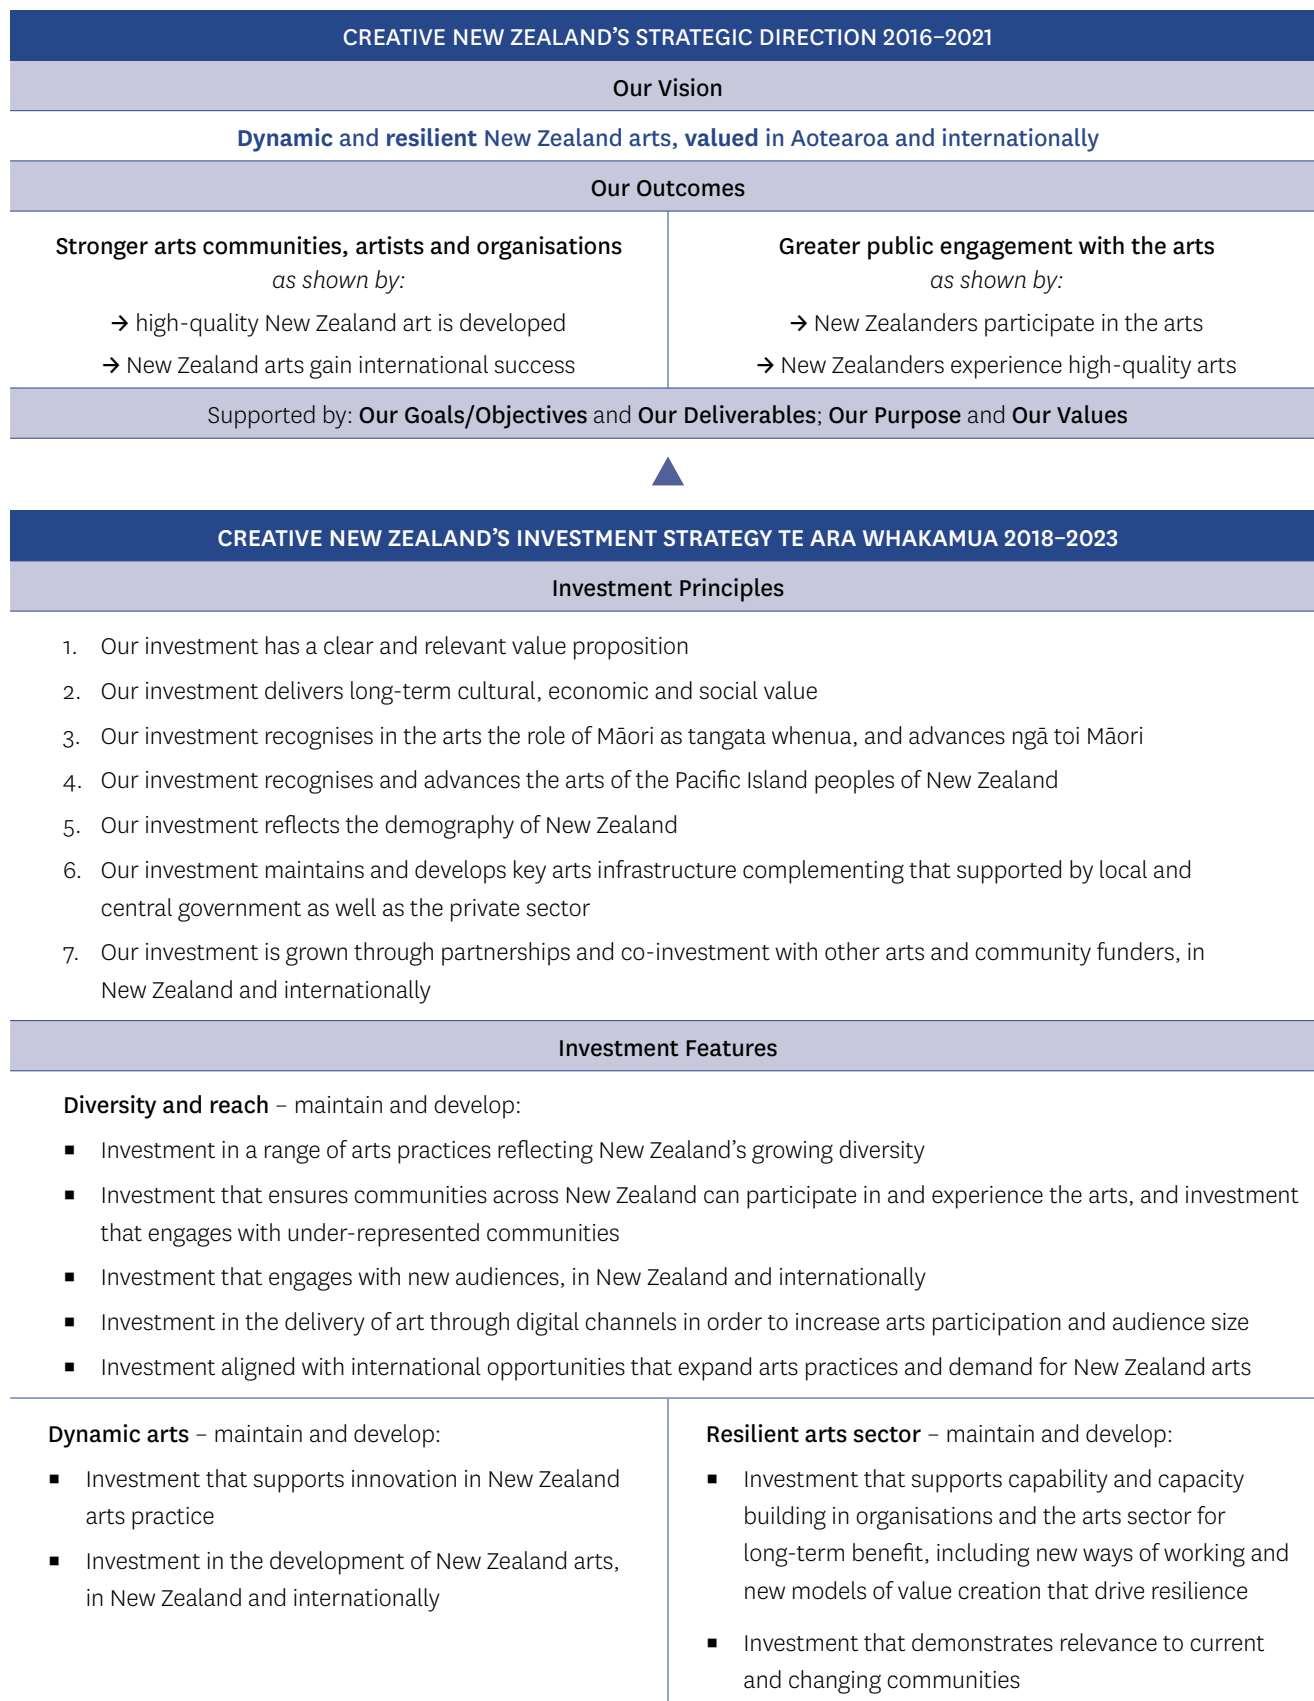 CREATIVE NEW ZEALAND’S STRATEGIC DIRECTION 2016–2021
Our Vision
Dynamic and resilient New Zealand arts, valued in Aotearoa and internationally
Our Outcomes
Stronger arts communities, artists and organisations
as shown by:
→ high-quality New Zealand art is developed
→ New Zealand arts gain international success
Greater public engagement with the arts
as shown by:
→ New Zealanders participate in the arts
→ New Zealanders experience high-quality arts
Supported by: Our Goals/Objectives and Our Deliverables; Our Purpose and Our Values
CREATIVE NEW ZEALAND’S INVESTMENT STRATEGY TE ARA WHAKAMUA 2018–2023
Investment Principles
1. Our investment has a clear and relevant value proposition
2. Our investment delivers long-term cultural, economic and social value
3. Our investment recognises in the arts the role of Māori as tangata whenua, and advances ngā toi Māori
4. Our investment recognises and advances the arts of the Pacific Island peoples of New Zealand
5. Our investment reflects the demography of New Zealand
6. Our investment maintains and develops key arts infrastructure complementing that supported by local and
central government as well as the private sector
7. Our investment is grown through partnerships and co-investment with other arts and community funders, in
New Zealand and internationally
Investment Features
Diversity and reach – maintain and develop:
▪ Investment in a range of arts practices reflecting New Zealand’s growing diversity
▪ Investment that ensures communities across New Zealand can participate in and experience the arts, and investment
that engages with under-represented communities
▪ Investment that engages with new audiences, in New Zealand and internationally
▪ Investment in the delivery of art through digital channels in order to increase arts participation and audience size
▪ Investment aligned with international opportunities that expand arts practices and demand for New Zealand arts
Dynamic arts – maintain and develop:
▪ Investment that supports innovation in New Zealand
arts practice
▪ Investment in the development of New Zealand arts,
in New Zealand and internationally
Resilient arts sector – maintain and develop:
▪ Investment that supports capability and capacity
building in organisations and the arts sector for
long-term benefit, including new ways of working and
new models of value creation that drive resilience
▪ Investment that demonstrates relevance to current
and changing communities